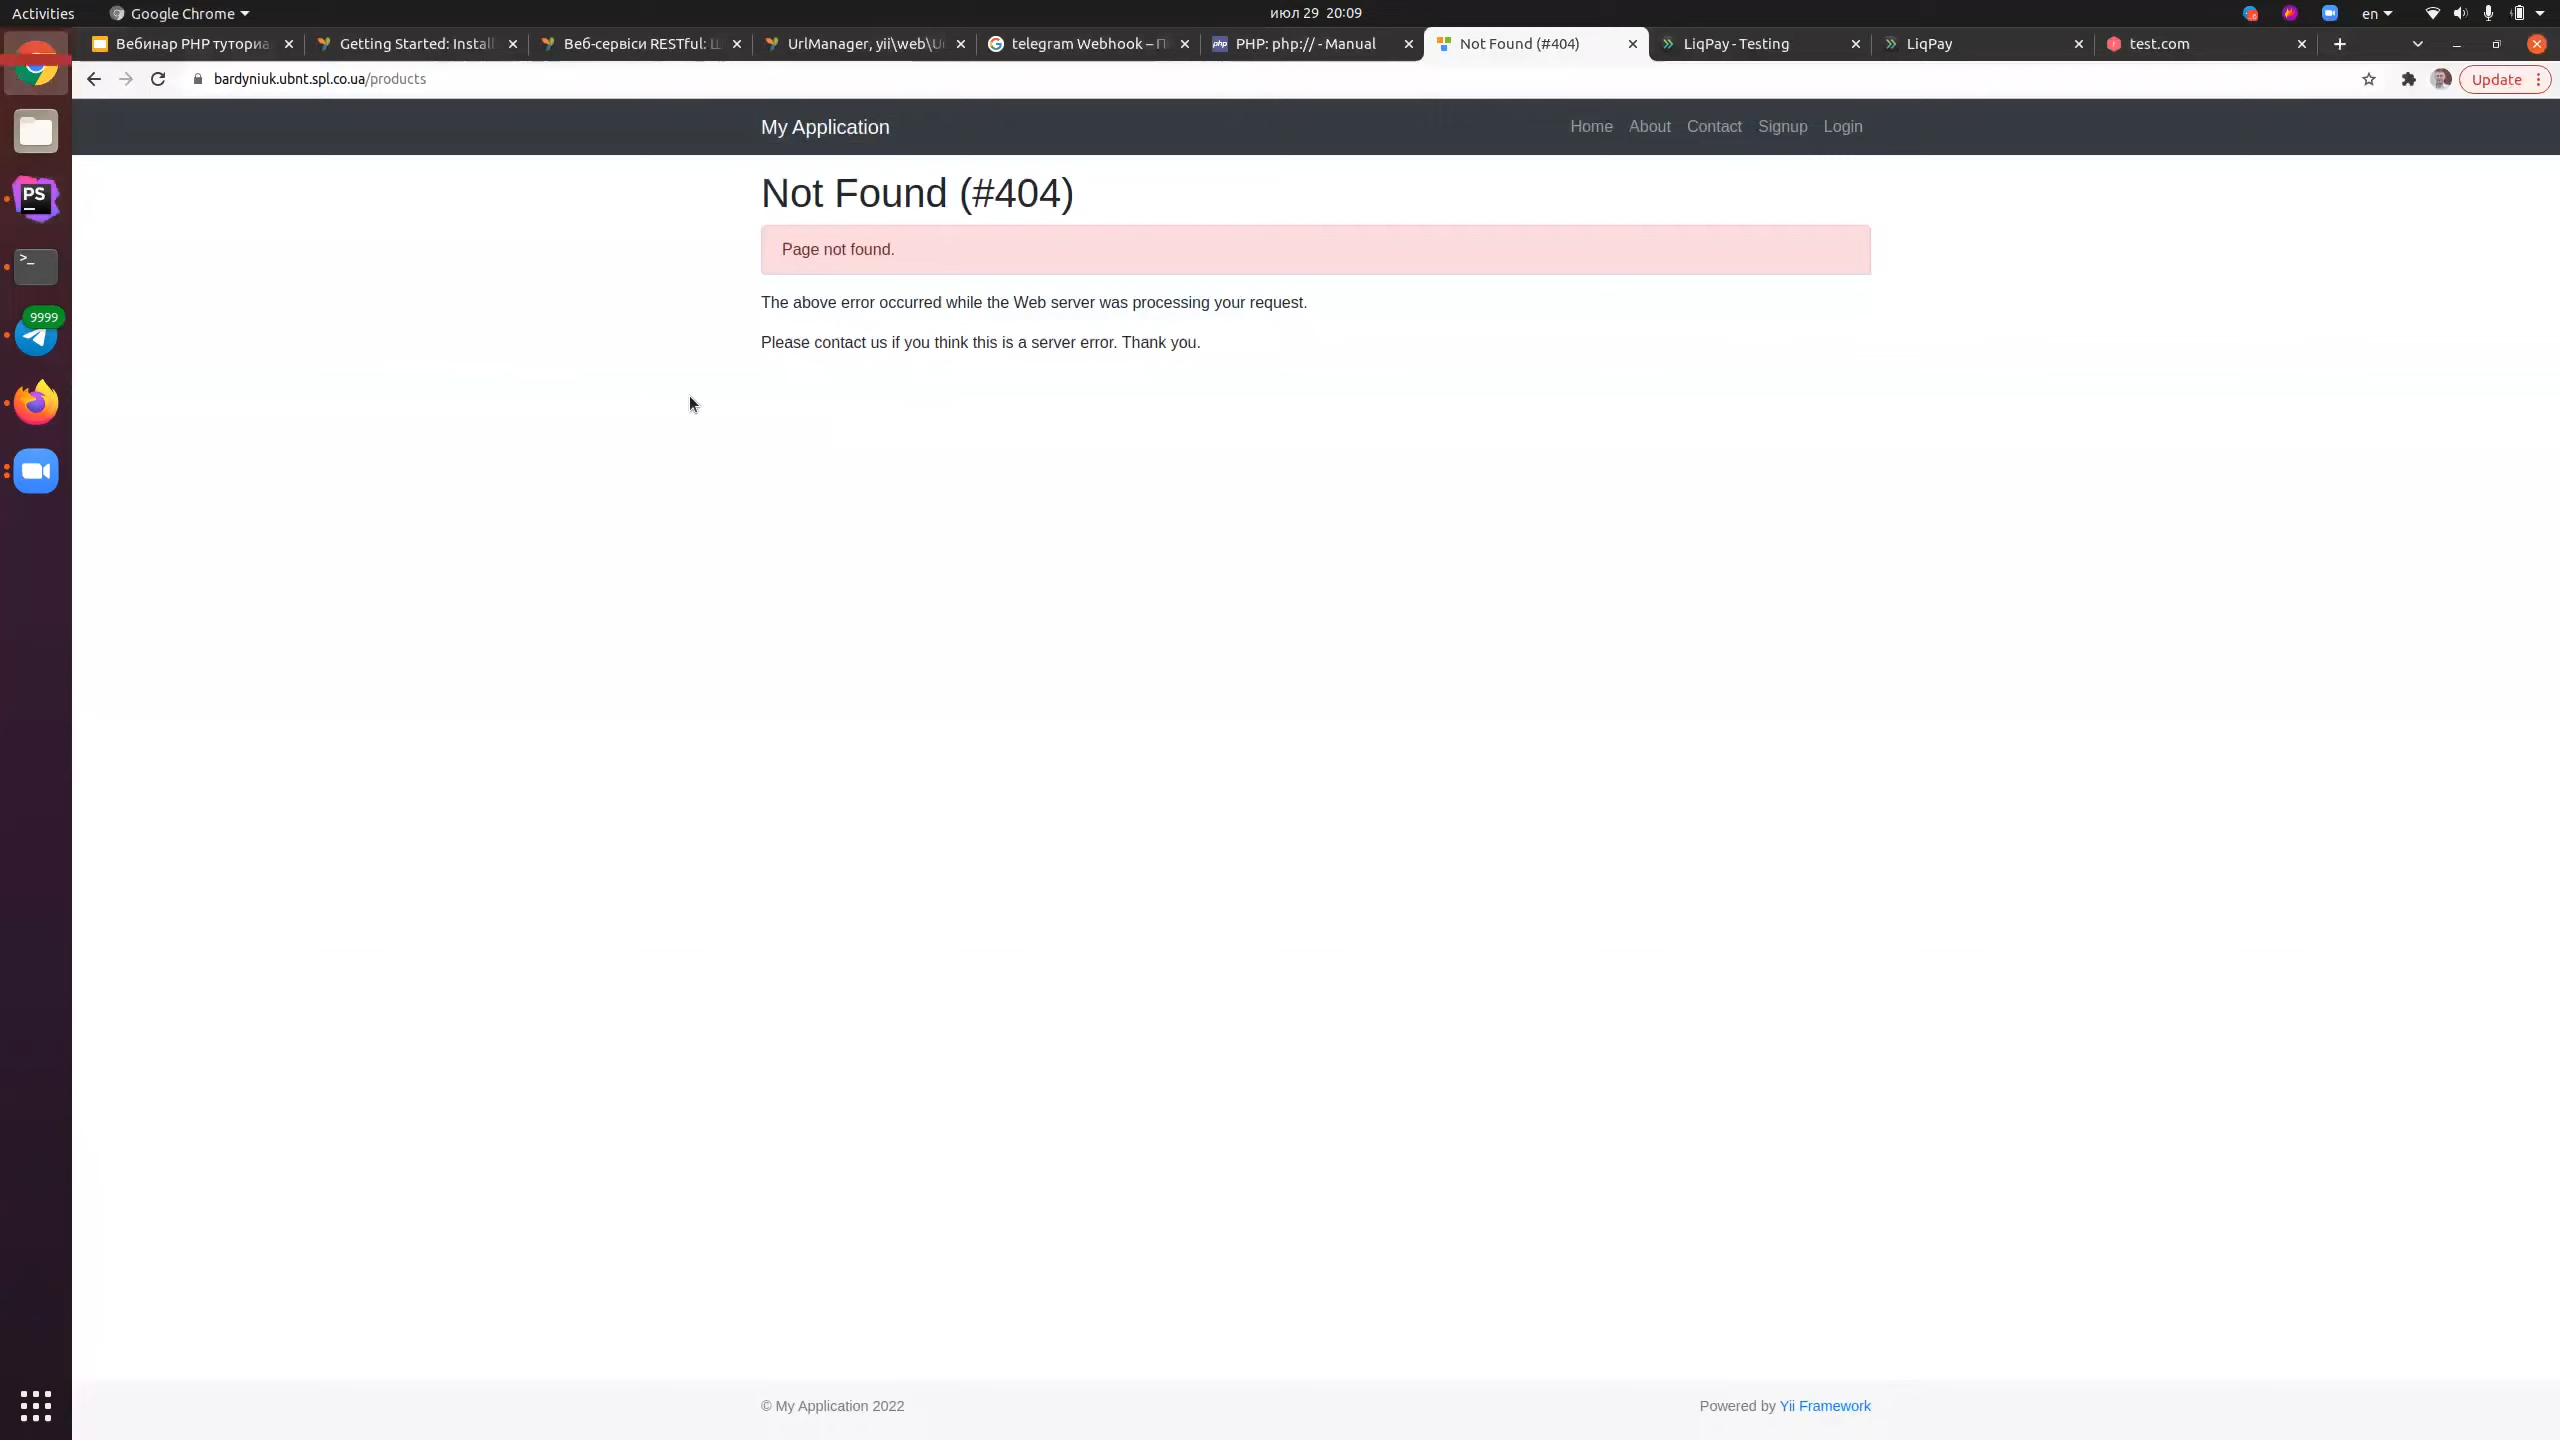 Activities
Google Chrome
июл 29 20:09
en
Вебинар PHP туториа
Getting Started: Install
Веб-сервіси RESTful:
UrlManager, yii\web\U
telegram Webhook –
php
PHP: php:// - Manual
Not Found (#404)
LiqPay - Testing
LiqPay
test.com
bardyniuk.ubnt.spl.co.ua/products
Update
My Application
Home
About
Contact
Signup
Login
PS
>_
9999
Not Found (#404)
Page not found.
The above error occurred while the Web server was processing your request.
Please contact us if you think this is a server error. Thank you.
© My Application 2022
Powered by Yii Framework